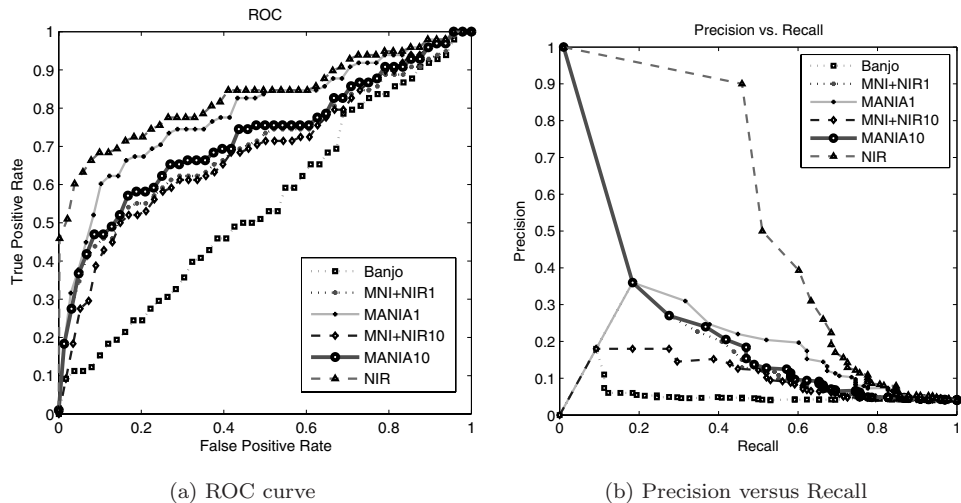 ROC
True Positive Rate
1
0.9
0.8
0.7
0.6
0.5
0.4
0.3
0.2
0.1
0
0
0.2
0.4
0.6
0.8
1
False Positive Rate
Banjo
MNI+NIR1
MANIA1
MNI+NIR10
MANIA10
NIR
(a) ROC curve
Precision vs. Recall
Precision
1
0.9
0.8
0.7
0.6
0.5
0.4
0.3
0.2
0.1
0
0
0.2
0.4
0.6
0.8
1
Recall
Banjo
MNI+NIR1
MANIA1
MNI+NIR10
MANIA10
NIR
(b) Precision versus Recall